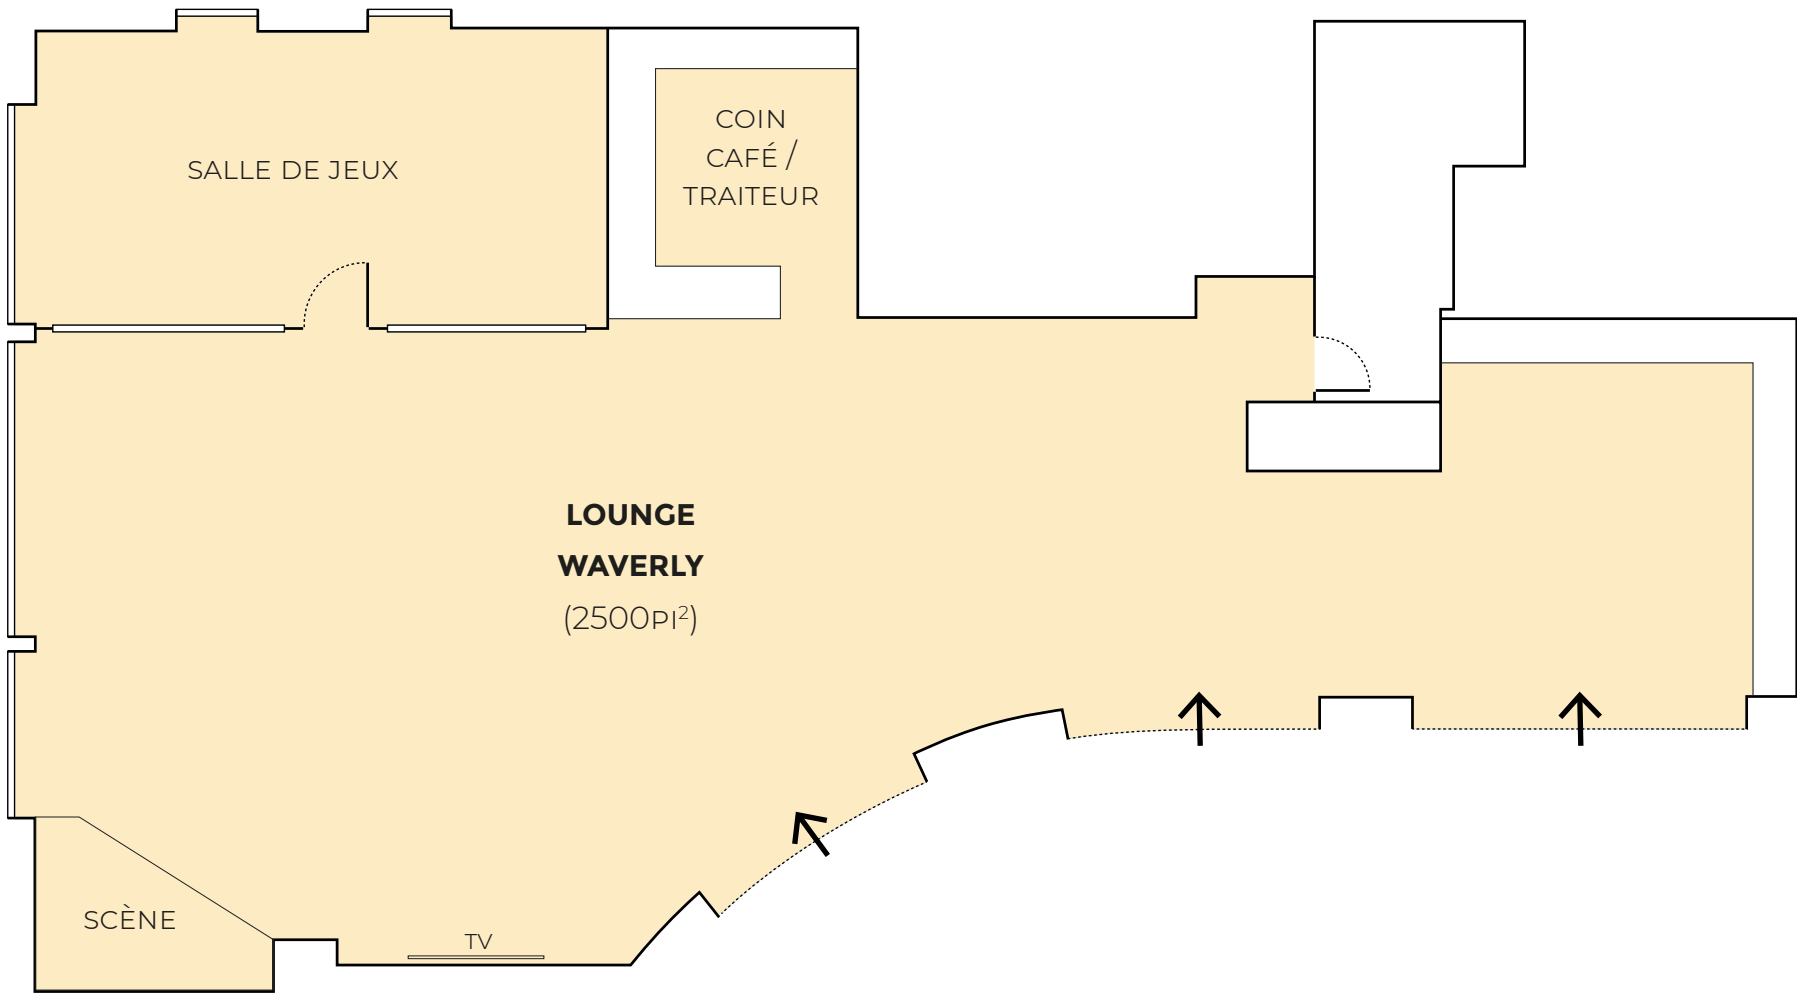 SALLE DE JEUX
COIN
CAFÉ /
TRAITEUR
LOUNGE
WAVERLY
(2500PI²)
SCÈNE
TV